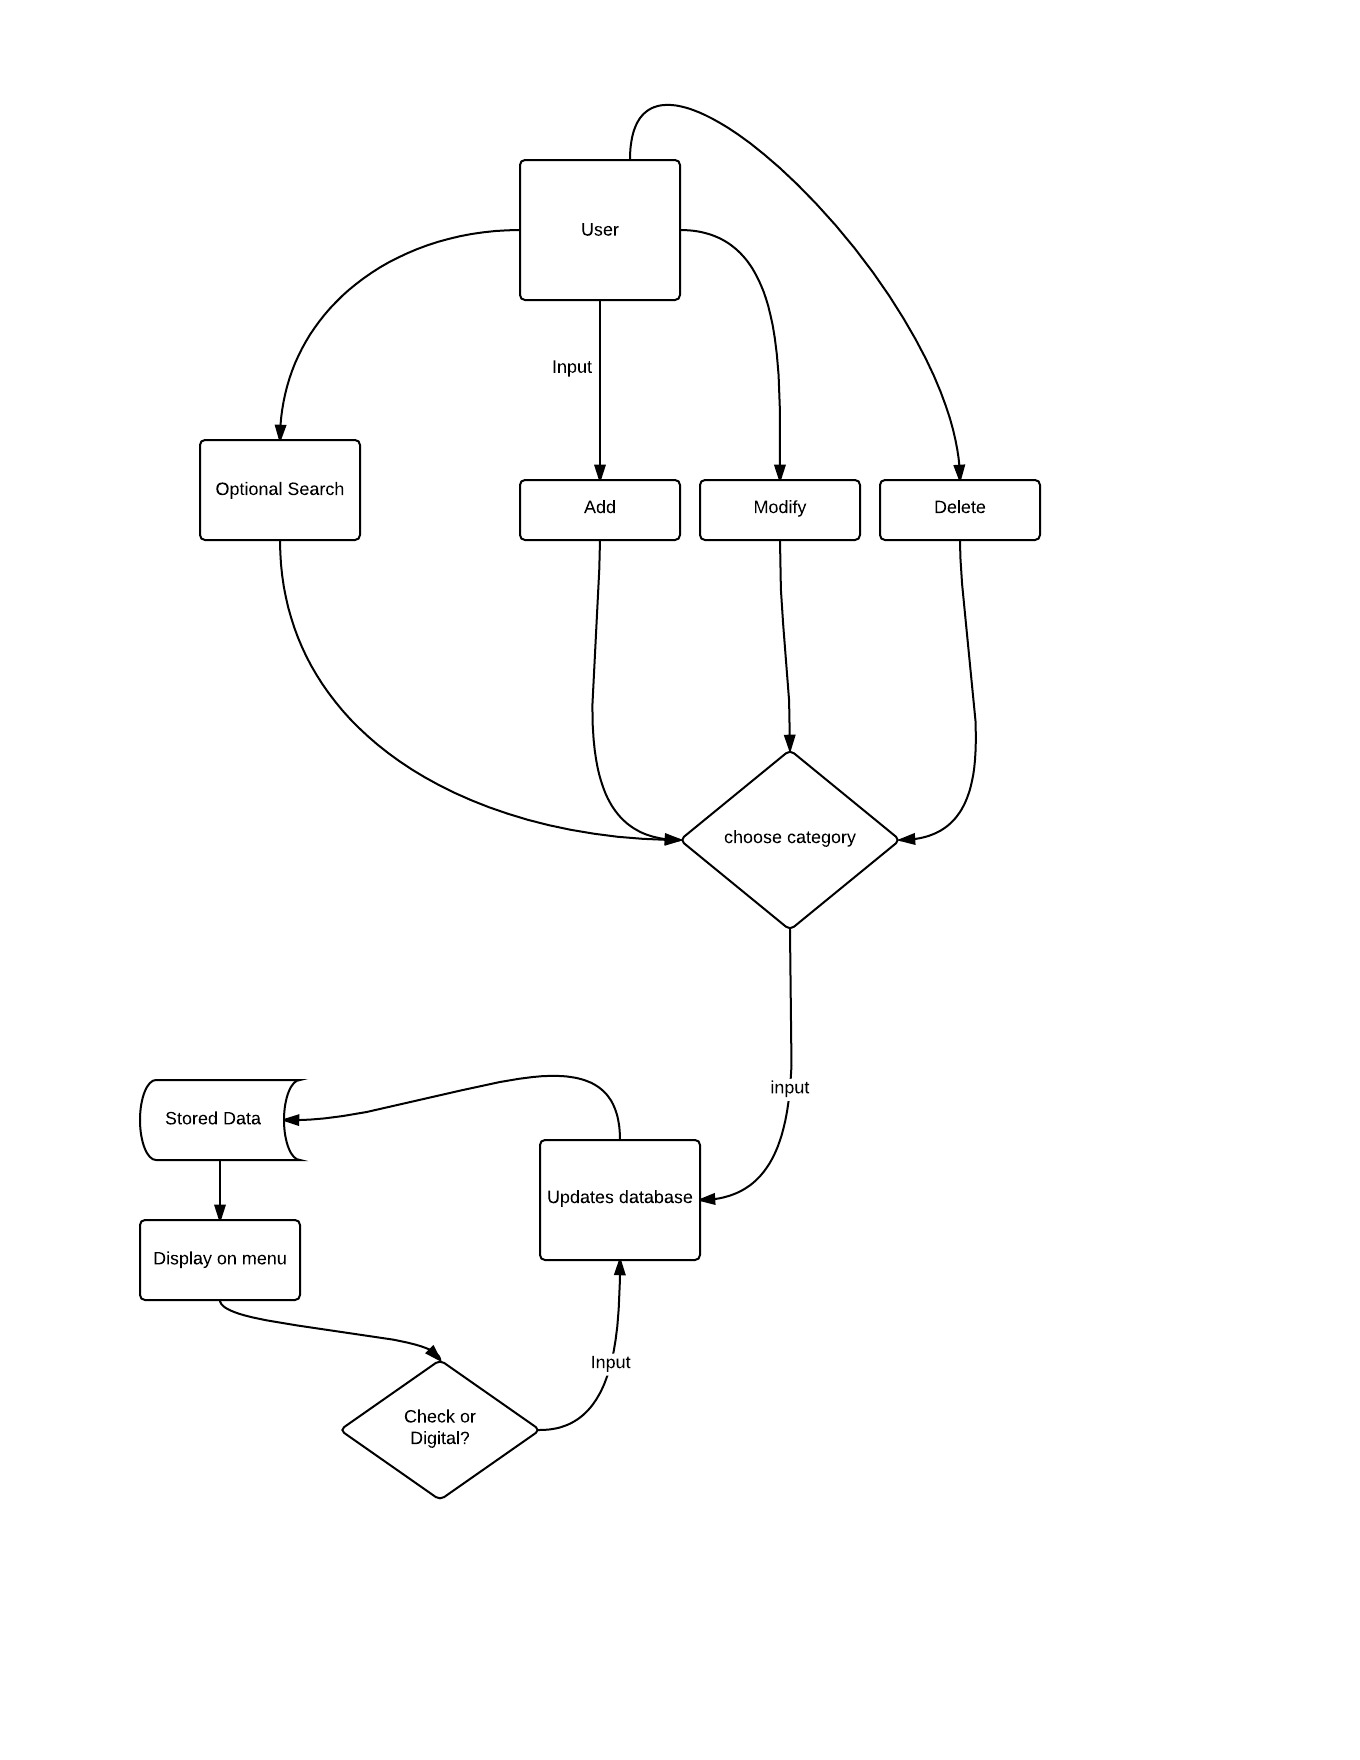 User
Input
Optional Search
Add
Modify
Delete
choose category
input
Stored Data
Updates database
Display on menu
Input
Check or
Digital?